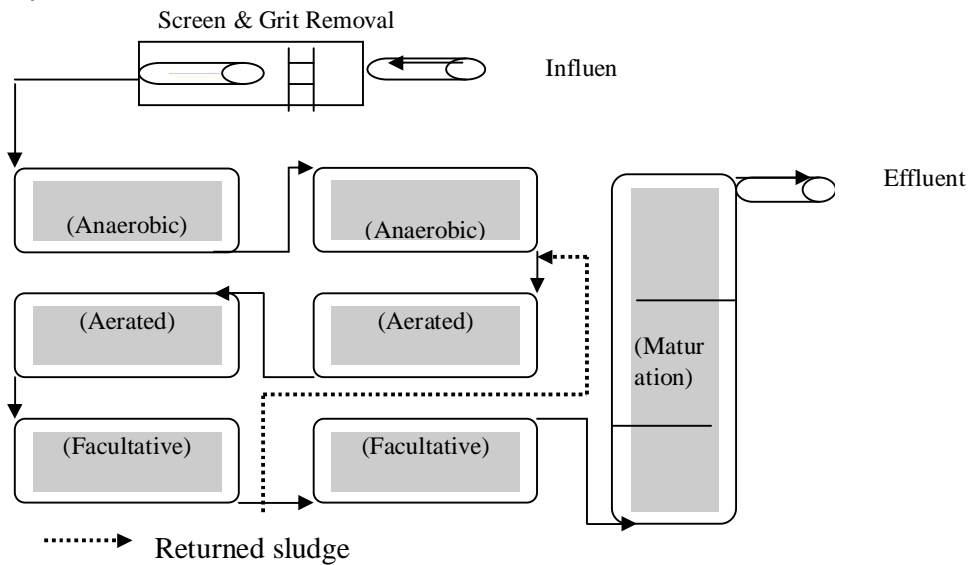 Screen & Grit Removal
Influen
Effluent
(Anaerobic)
(Anaerobic)
(Aerated)
(Aerated)
(Matur
ation)
(Facultative)
(Facultative)
Returned sludge